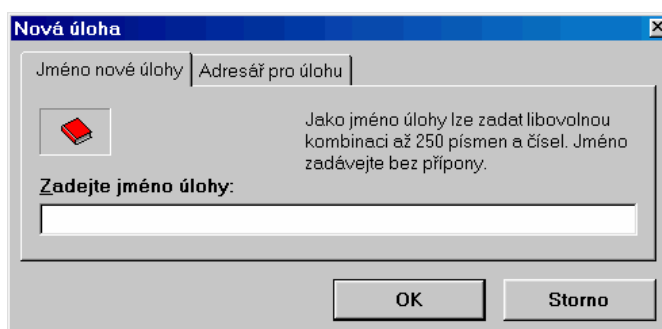 Nová úloha
Jméno nové úlohy
Adresář pro úlohu
Jako jméno úlohy lze zadat libovolnou
kombinaci až 250 písmen a čísel. Jméno
zadávejte bez přípony.
Zadejte jméno úlohy:
OK
Storno